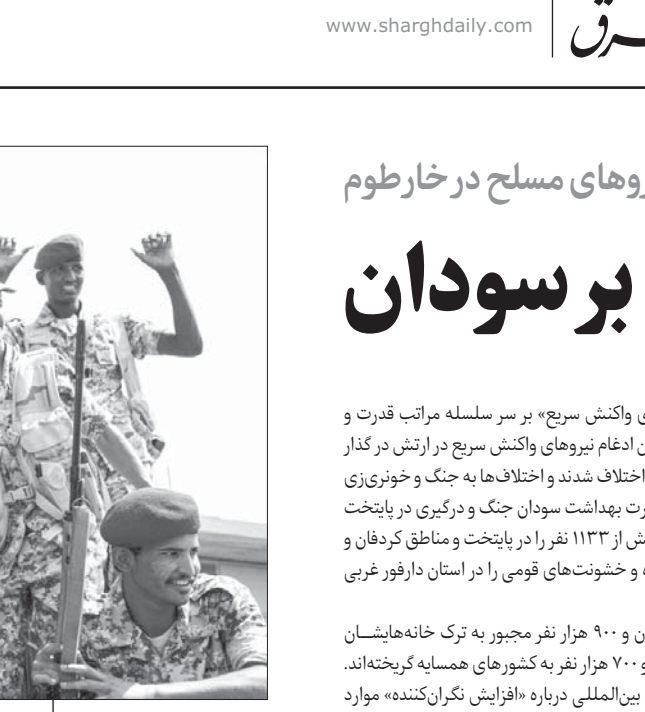 www.sharghdaily.com
مسلح در خارطوم
بر سودان
واکنش سریع» بر سر سلسله مراتب قدرت و
ادغام نیروهای واکنش سریع در ارتش در گذار
اختلاف شدند و اختلاف‌ها به جنگ و خونریزی
بهداشت سودان جنگ و درگیری در پایتخت
از ۱۱۳۳ نفر را در پایتخت و مناطق کردفان و
و خشونت‌های قومی را در استان دارفور غربی
و ۹۰۰ هزار نفر مجبور به ترک خانه‌هایشــان
و ۷۰۰ هزار نفر به کشورهای همسایه گریخته‌اند.
بین‌المللی درباره «افزایش نگران‌کننده» موارد